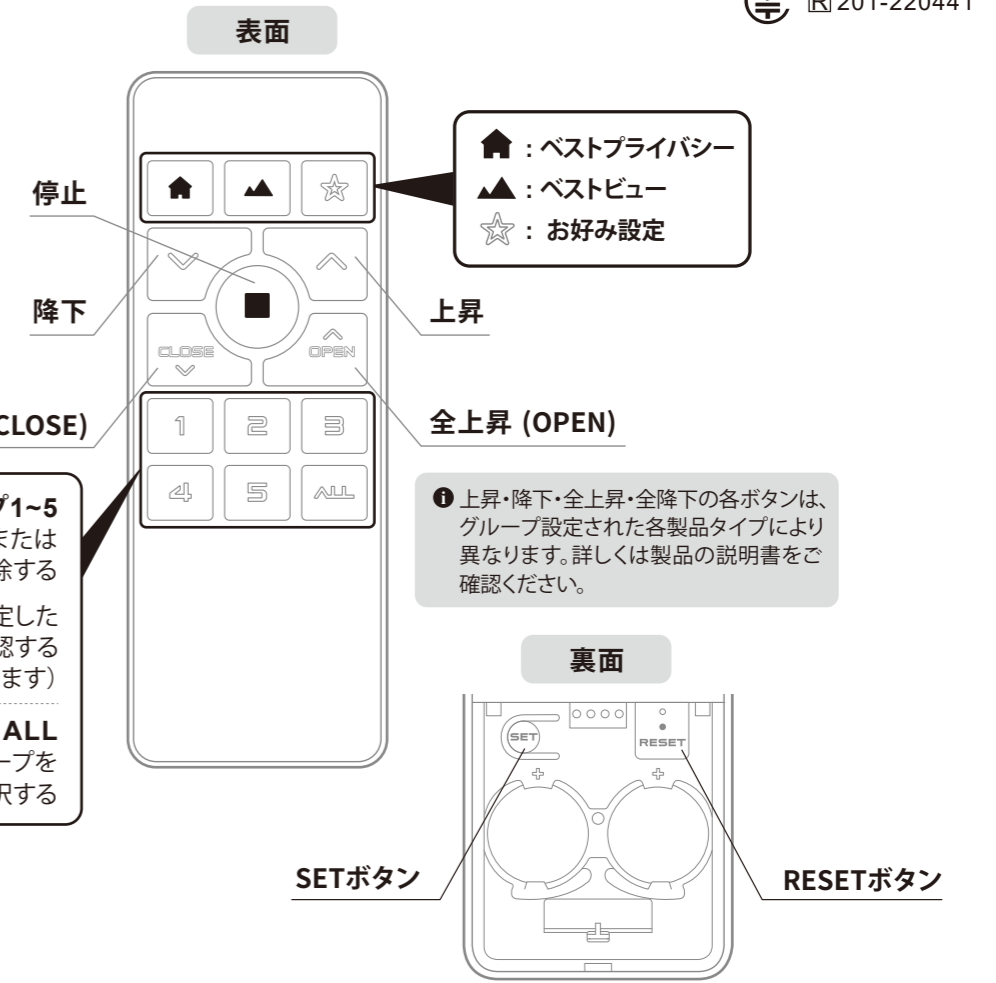 R 201-220441
表面
: ベストプライバシー
: ベストビュー
: お好み設定
停止
降下
上昇
CLOSE
OPEN
CLOSE)
全上昇 (OPEN)
1 2 3
4 5 ALL
プ1~5
または
除する
定した
認する
ます)
ALL
ープを
択する
上昇・降下・全上昇・全降下の各ボタンは、
グループ設定された各製品タイプにより
異なります。詳しくは製品の説明書をご
確認ください。
裏面
SET
RESET
SETボタン
RESETボタン